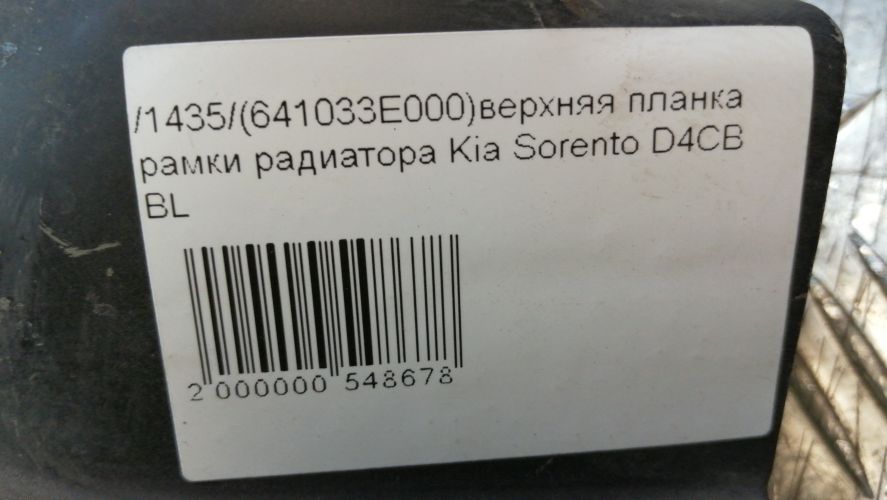 /1435/(641033E000)верхняя планка
рамки радиатора Kia Sorento D4CB
BL
2 000000 548678